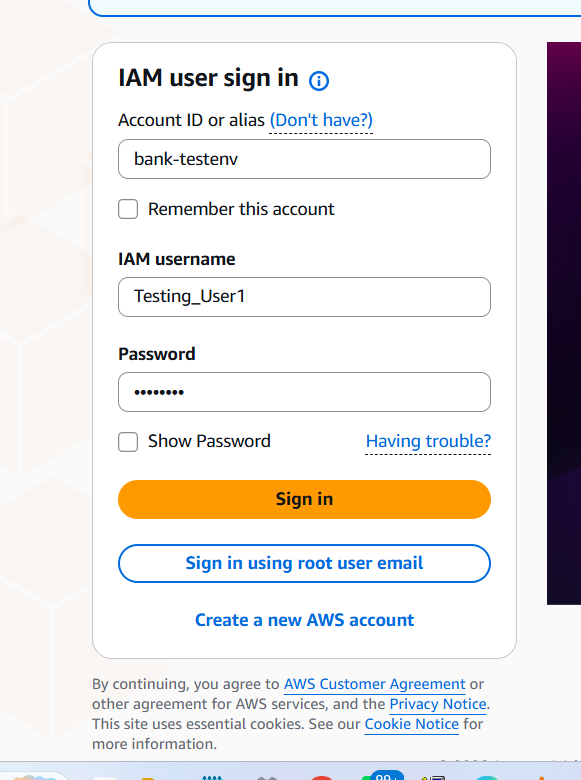 IAM user sign in
Account ID or alias (Don't have?)
bank-testenv
Remember this account
IAM username
Testing_User1
Password
••••••••
Show Password
Having trouble?
Sign in
Sign in using root user email
Create a new AWS account
By continuing, you agree to AWS Customer Agreement or
other agreement for AWS services, and the Privacy Notice.
This site uses essential cookies. See our Cookie Notice for
more information.
99+